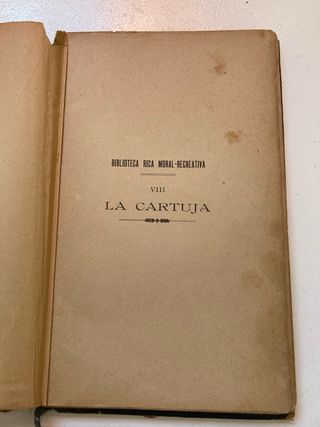 BIBLIOTECA RICA MORAL-RECREATIVA
VIII
LA CARTUJA